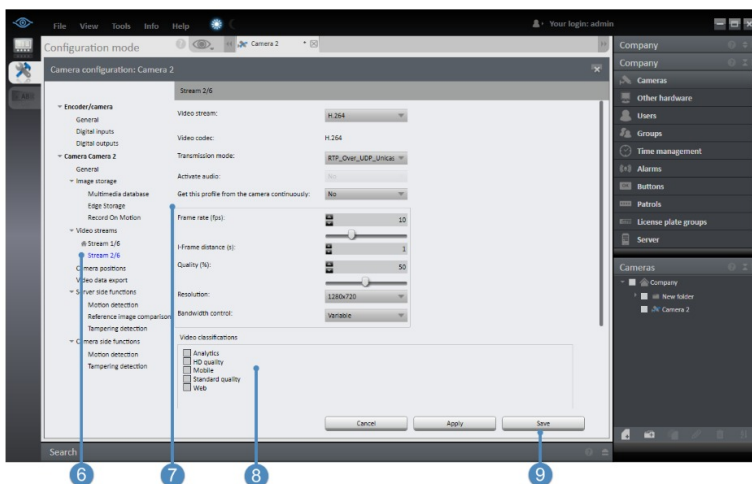 File View Tools Info Help
Your login: admin
Configuration mode
Camera 2
Camera configuration: Camera 2
Stream 2/6
Encoder/camera
General
Digital inputs
Digital outputs
Camera Camera 2
General
Image storage
Multimedia database
Edge Storage
Record On Motion
Video streams
Stream 1/6
Stream 2/6
Camera positions
Video data export
Server side functions
Motion detection
Reference image comparison
Tampering detection
Camera side functions
Motion detection
Tempering detection
Video stream: H.264
Video codec: H.264
Transmission mode: RTP_Over_UDP_Unicas
Activate audio: No
Get this profile from the camera continuously: No
Frame rate (fps): 10
I-Frame distance (s): 1
Quality (%): 50
Resolution: 1280x720
Bandwidth control: Variable
Video classifications
Analytics
HD quality
Mobile
Standard quality
Web
Cancel Apply Save
Search
Company
Company
Cameras
Other hardware
Users
Groups
Time management
Alarms
Buttons
Patrols
License plate groups
Server
Cameras
Company
New folder
Camera 2
6 7 8 9